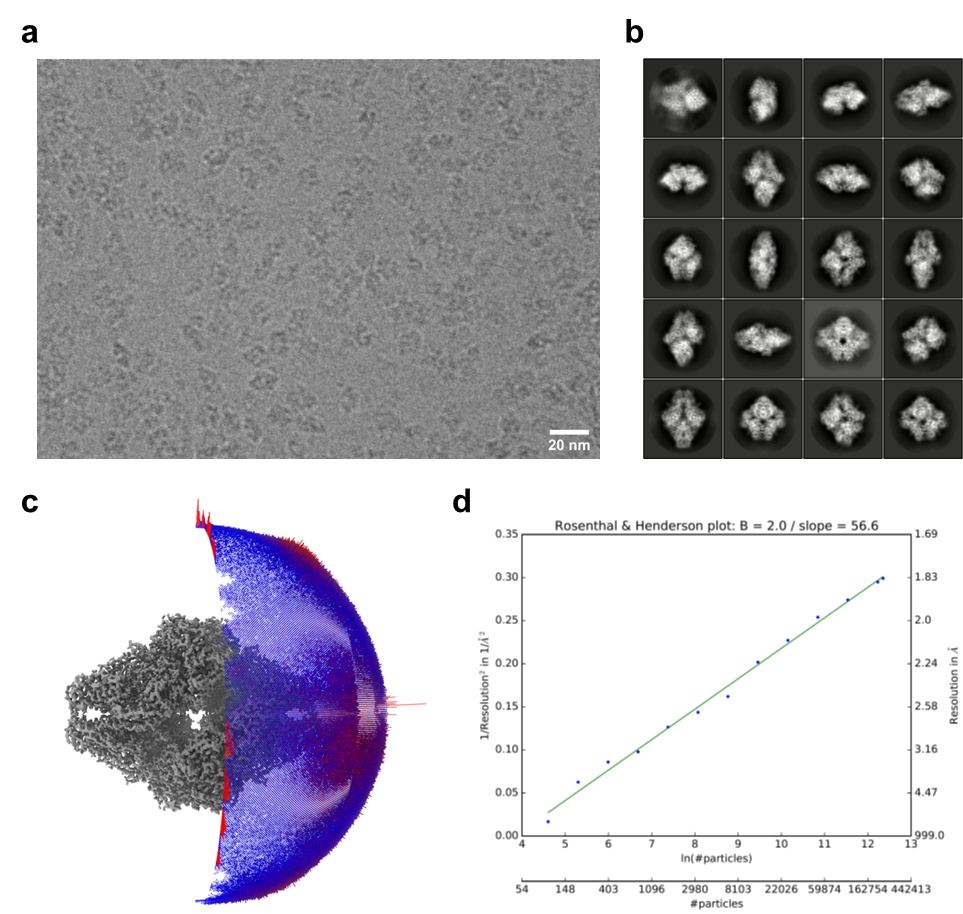 a
b
20 nm
c
d
Rosenthal & Henderson plot: B = 2.0 / slope = 56.6
0.35
0.30
0.25
0.20
0.15
0.10
0.05
0.00
1/Resolution² in 1/Å²
1.69
1.83
2.0
2.24
2.58
3.16
4.47
999.0
Resolution in Å
4 5 6 7 8 9 10 11 12 13
ln(#particles)
54 148 403 1096 2980 8103 22026 59874 162754 442413
#particles